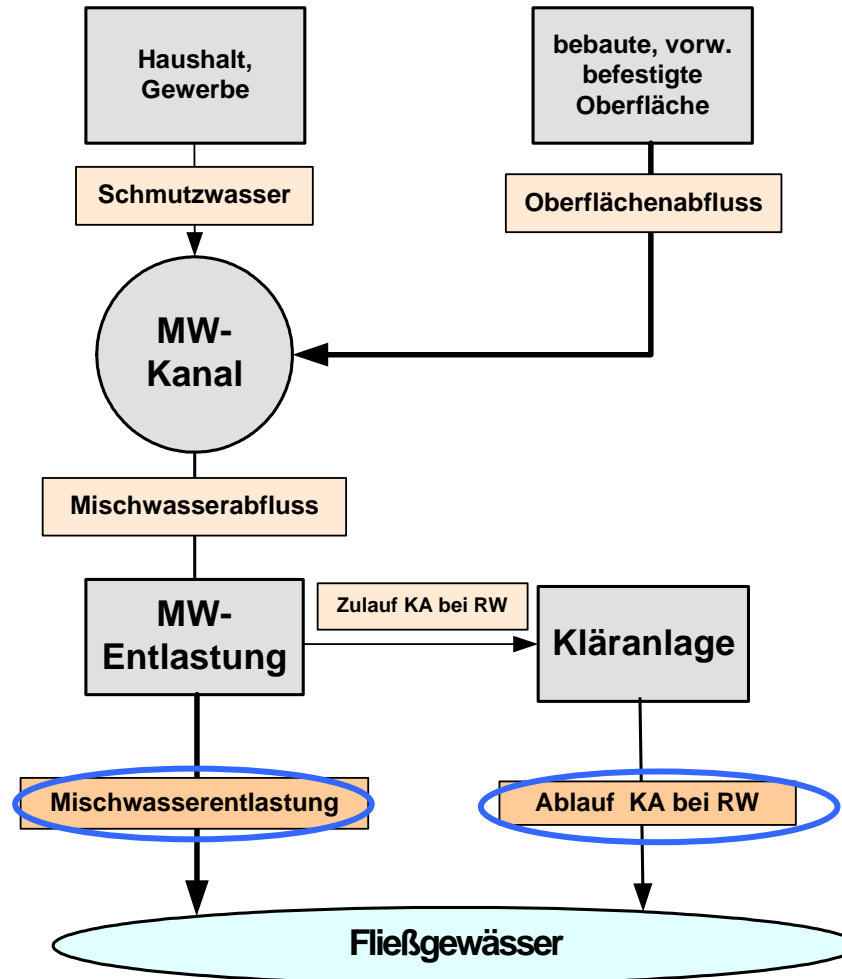 Haushalt,
Gewerbe
bebaute, vorw.
befestigte
Oberfläche
Schmutzwasser
Oberflächenabfluss
MW-
Kanal
Mischwasserabfluss
MW-
Entlastung
Zulauf KA bei RW
Kläranlage
Mischwasserentlastung
Ablauf KA bei RW
Fließgewässer